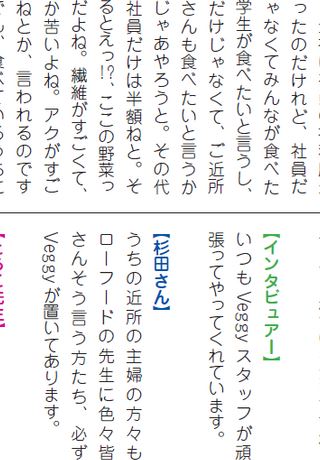 ったのだけれど、社員だ
ゃなくてみんなが食べた
学生が食べたいと言うし、
だけじゃなくて、ご近所
さんも食べたいと言うか
じゃあやろうと。その代
社員だけは半額ねと。そ
るとえっ!?、ここの野菜っ
だよね。繊維がすごくて、
か苦いよね。アクがすご
ねとか、言われるのです
【インタビュアー】
いつもVeggyスタッフが頑
張ってやってくれています。
【杉田さん】
うちの近所の主婦の方々も
ローフードの先生に色々皆
さんそう言う方たち、必ず
Veggyが置いてあります。